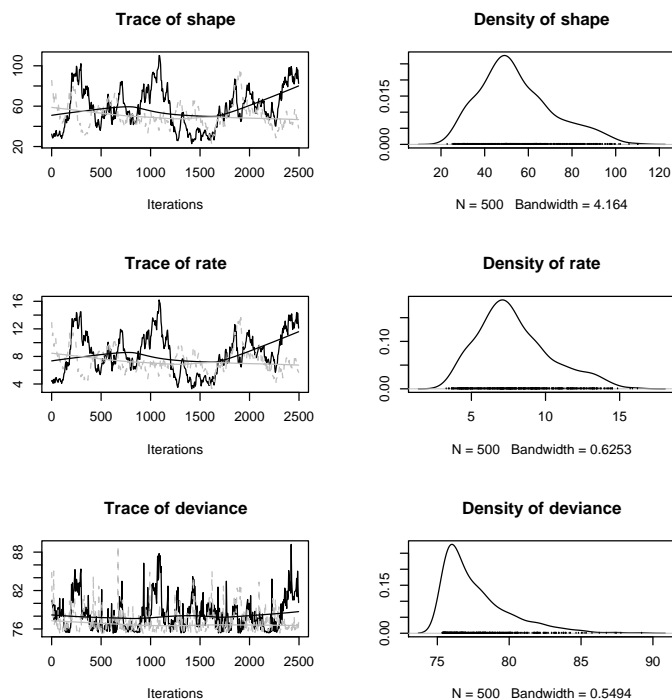 Trace of shape
20
60
100
0 500 1000 1500 2000 2500
Iterations
Density of shape
0.000
0.015
20 40 60 80 100 120
N = 500 Bandwidth = 4.164
Trace of rate
4
8
12
16
0 500 1000 1500 2000 2500
Iterations
Density of rate
0.00
0.10
5 10 15
N = 500 Bandwidth = 0.6253
Trace of deviance
76
82
88
0 500 1000 1500 2000 2500
Iterations
Density of deviance
0.00
0.15
75 80 85 90
N = 500 Bandwidth = 0.5494